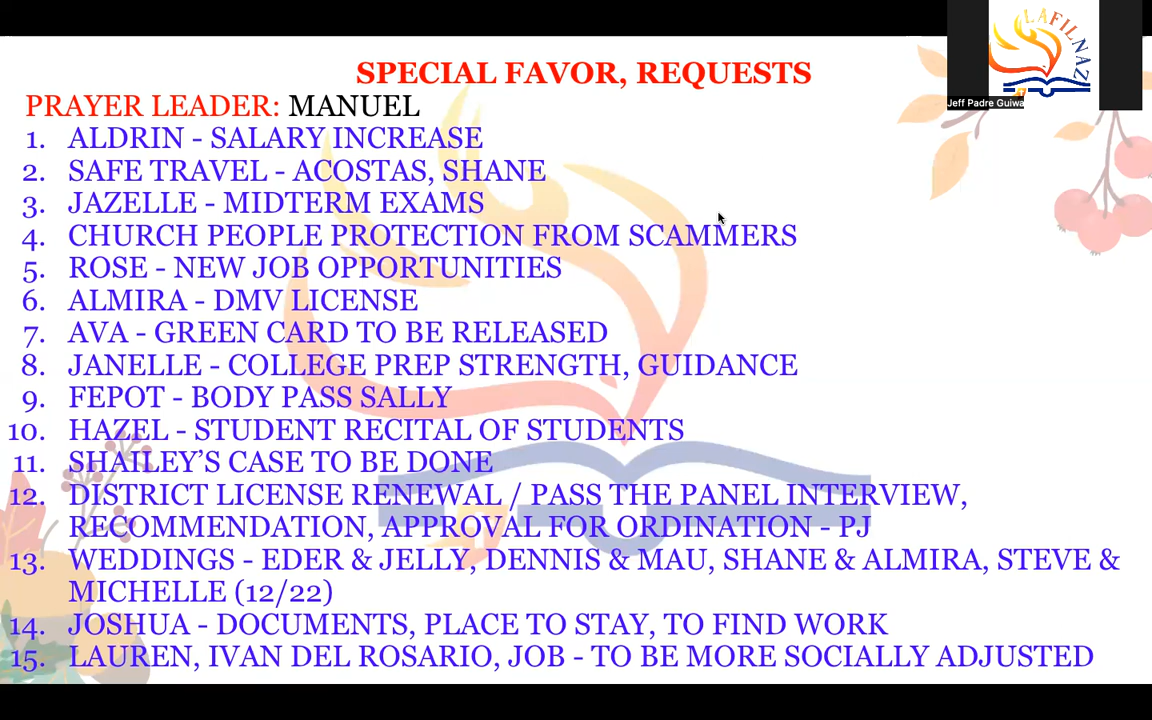 LAFILNAZ
Jeff Padre Guiwa
SPECIAL FAVOR, REQUESTS
PRAYER LEADER: MANUEL
1. ALDRIN - SALARY INCREASE
2. SAFE TRAVEL - ACOSTAS, SHANE
3. JAZELLE - MIDTERM EXAMS
4. CHURCH PEOPLE PROTECTION FROM SCAMMERS
5. ROSE - NEW JOB OPPORTUNITIES
6. ALMIRA - DMV LICENSE
7. AVA - GREEN CARD TO BE RELEASED
8. JANELLE - COLLEGE PREP STRENGTH, GUIDANCE
9. FEPOT - BODY PASS SALLY
10. HAZEL - STUDENT RECITAL OF STUDENTS
11. SHAILEY’S CASE TO BE DONE
12. DISTRICT LICENSE RENEWAL / PASS THE PANEL INTERVIEW,
RECOMMENDATION, APPROVAL FOR ORDINATION - PJ
13. WEDDINGS - EDER & JELLY, DENNIS & MAU, SHANE & ALMIRA, STEVE &
MICHELLE (12/22)
14. JOSHUA - DOCUMENTS, PLACE TO STAY, TO FIND WORK
15. LAUREN, IVAN DEL ROSARIO, JOB - TO BE MORE SOCIALLY ADJUSTED